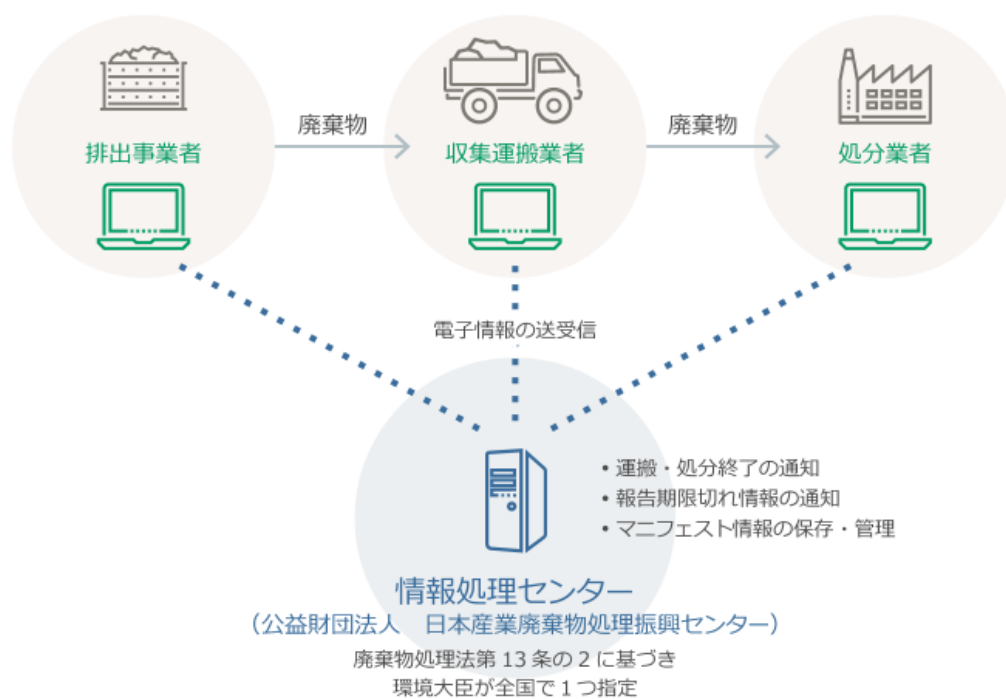 廃棄物
廃棄物
排出事業者
収集運搬業者
処分業者
電子情報の送受信
• 運搬・処分終了の通知
• 報告期限切れ情報の通知
• マニフェスト情報の保存・管理
情報処理センター
（公益財団法人　日本産業廃棄物処理振興センター）
廃棄物処理法第 13 条の 2 に基づき
環境大臣が全国で 1 つ指定